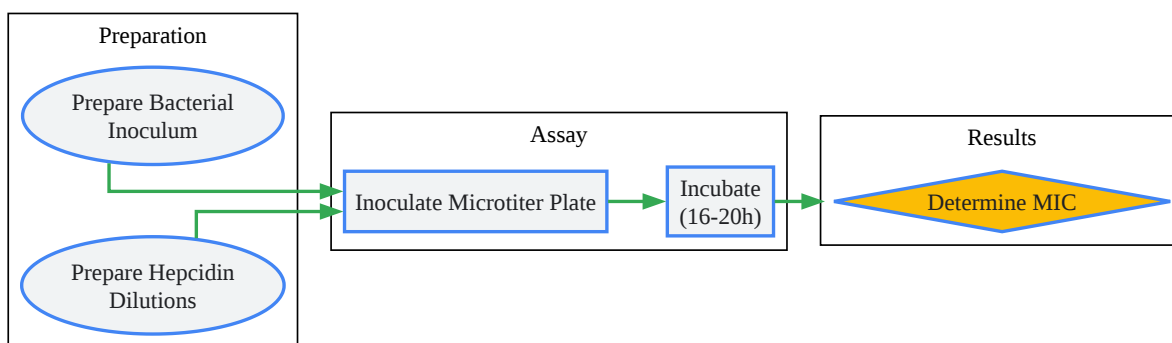 Preparation
Prepare Bacterial
Inoculum
Prepare Hepcidin
Dilutions
Assay
Inoculate Microtiter Plate
Incubate
(16-20h)
Results
Determine MIC